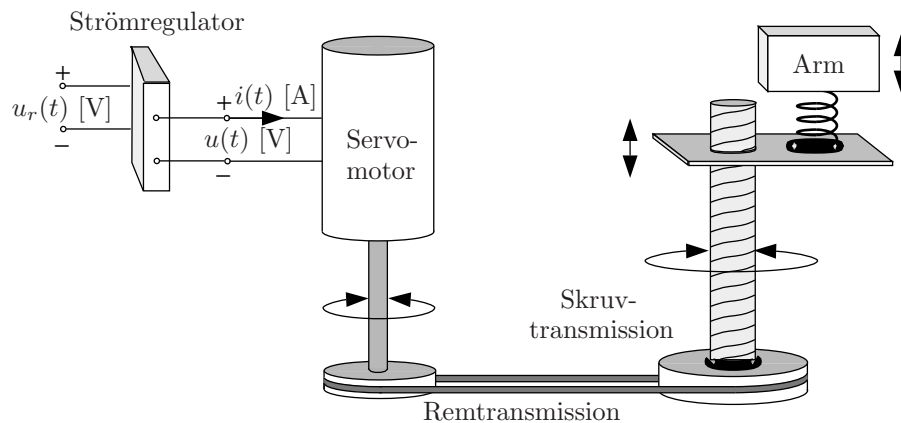 Strömregulator
+
u_r(t) [V]
−
+ i(t) [A]
u(t) [V]
−
Servo-
motor
Arm
Skruv-
transmission
Remtransmission